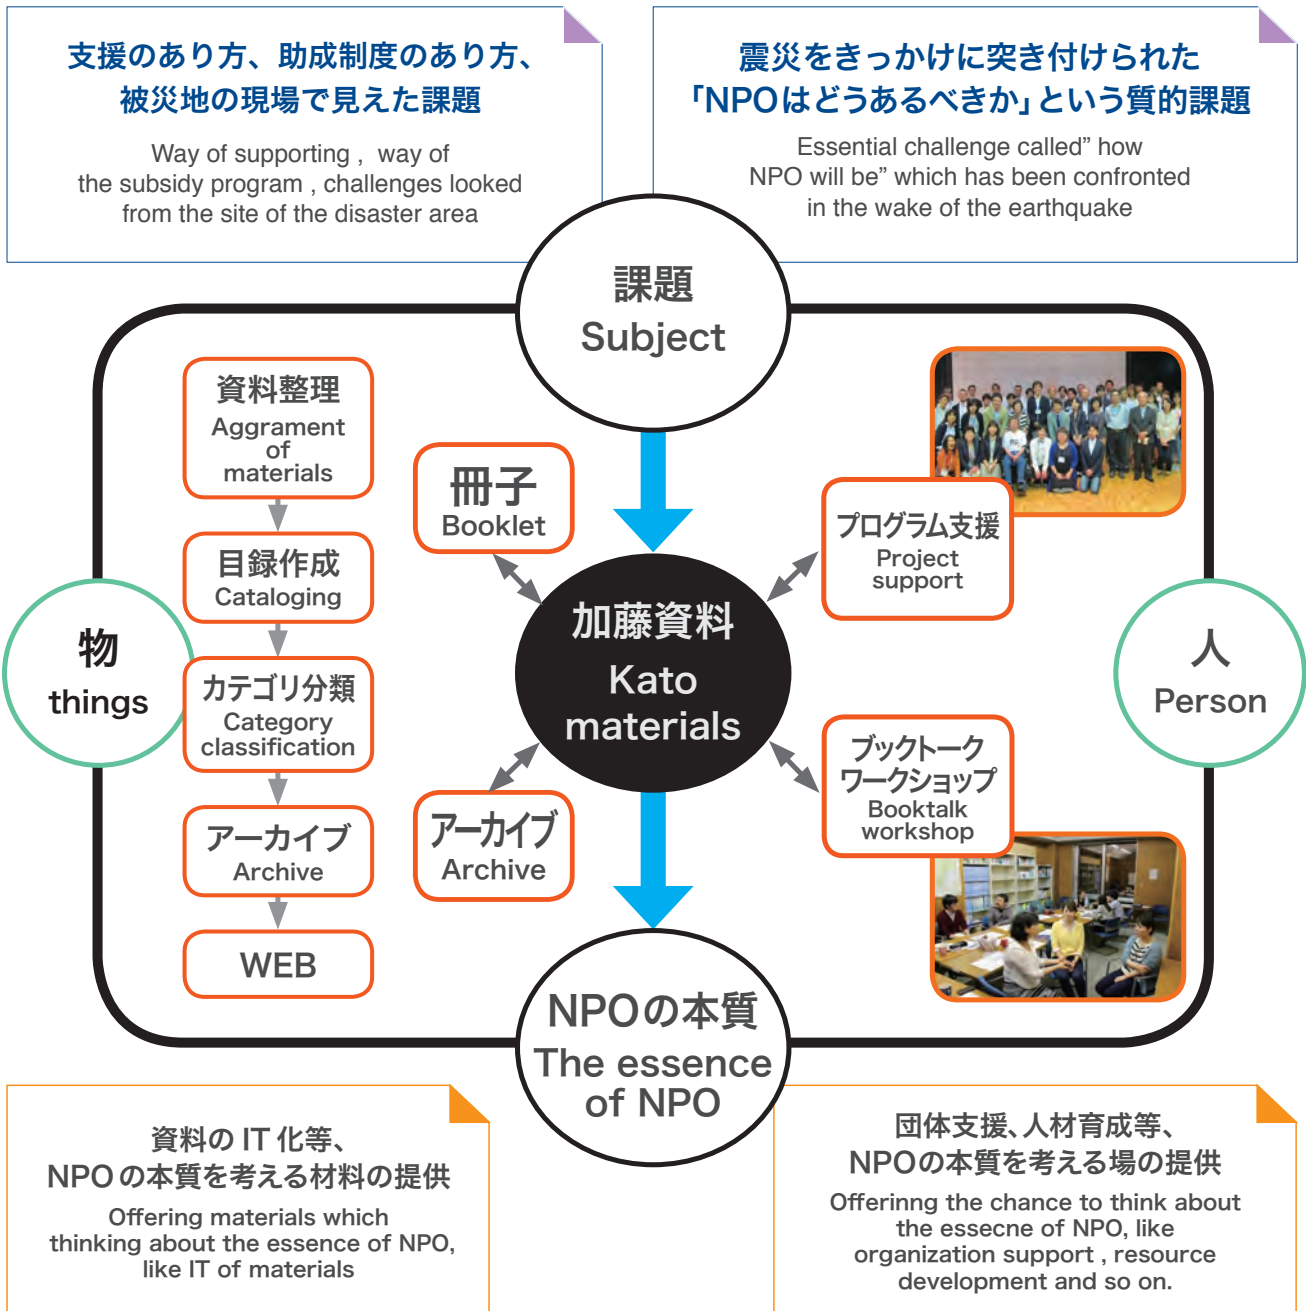 支援のあり方、助成制度のあり方、
被災地の現場で見えた課題
Way of supporting , way of
the subsidy program , challenges looked
from the site of the disaster area
震災をきっかけに突き付けられた
「NPOはどうあるべきか」という質的課題
Essential challenge called” how
NPO will be” which has been confronted
in the wake of the earthquake
課題
Subject
資料整理
Aggrament
of
materials
目録作成
Cataloging
カテゴリ分類
Category
classification
アーカイブ
Archive
WEB
物
things
冊子
Booklet
アーカイブ
Archive
加藤資料
Kato
materials
プログラム支援
Project
support
ブックトーク
ワークショップ
Booktalk
workshop
人
Person
NPOの本質
The essence
of NPO
資料の IT 化等、
NPOの本質を考える材料の提供
Offering materials which
thinking about the essence of NPO,
like IT of materials
団体支援、人材育成等、
NPOの本質を考える場の提供
Offerinng the chance to think about
the essecne of NPO, like
organization support , resource
development and so on.